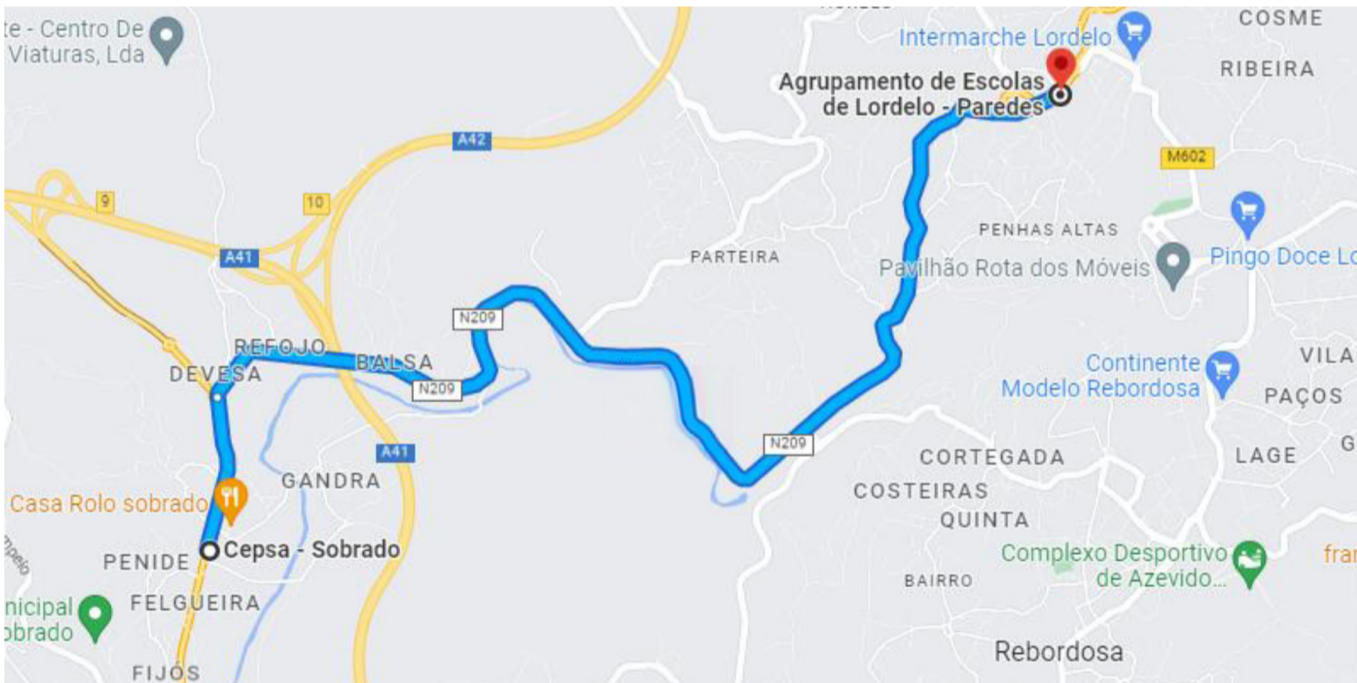 te - Centro De
Viaturas, Lda
COSME
Intermarche Lordelo
RIBEIRA
Agrupamento de Escolas
de Lordelo - Paredes
A42
M602
9
10
PENHAS ALTAS
A41
PARTEIRA
Pavilhão Rota dos Móveis
Pingo Doce Lo
N209
REFOJO
BALSA
DEVESA
N209
Continente
Modelo Rebordosa
VILA
PAÇOS
N209
A41
CORTEGADA
LAGE
G
GANDRA
COSTEIRAS
Casa Rolo sobrado
QUINTA
Cepsa - Sobrado
PENIDE
Complexo Desportivo
de Azevido...
fran
BAIRRO
FELGUEIRA
nicipal
obrado
Rebordosa
FIJÓS